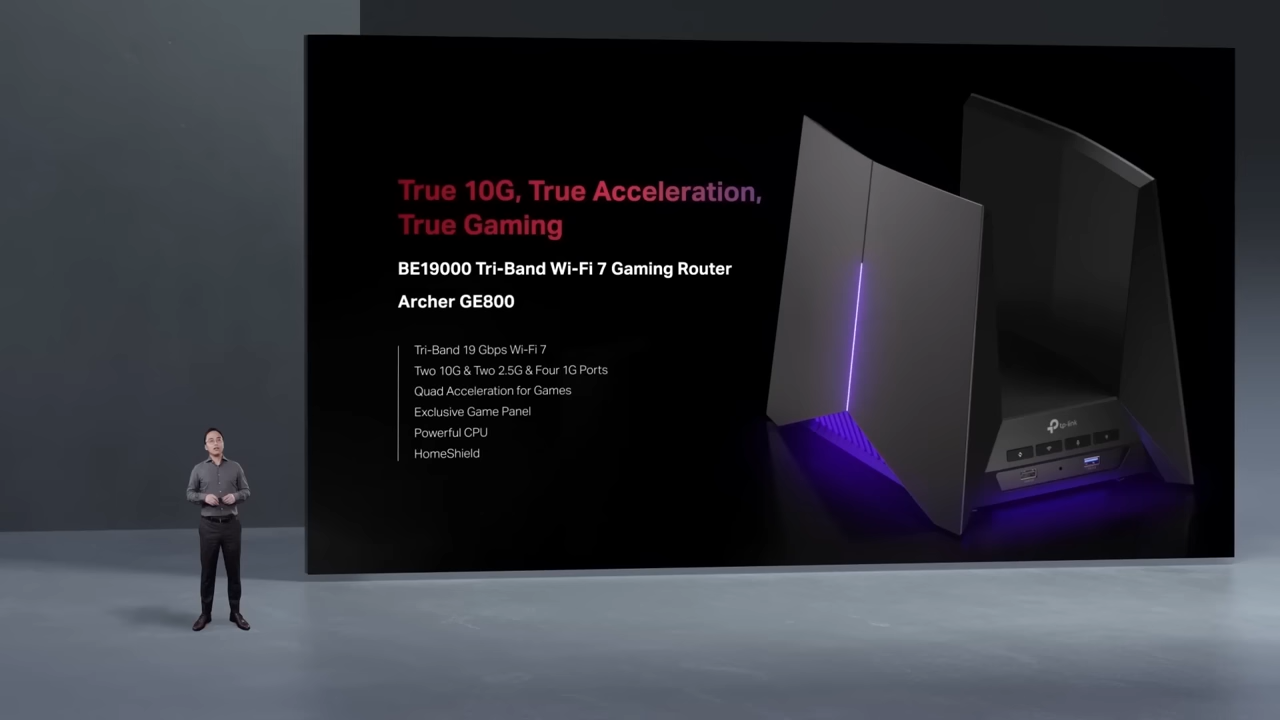 True 10G, True Acceleration,
True Gaming
BE19000 Tri-Band Wi-Fi 7 Gaming Router
Archer GE800
Tri-Band 19 Gbps Wi-Fi 7
Two 10G & Two 2.5G & Four 1G Ports
Quad Acceleration for Games
Exclusive Game Panel
Powerful CPU
HomeShield
tp-link